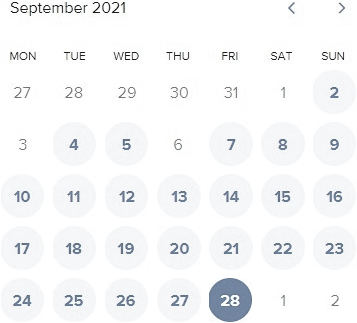 September 2021
MON TUE WED THU FRI SAT SUN
27 28 29 30 31 1 2
3 4 5 6 7 8 9
10 11 12 13 14 15 16
17 18 19 20 21 22 23
24 25 26 27 28 1 2